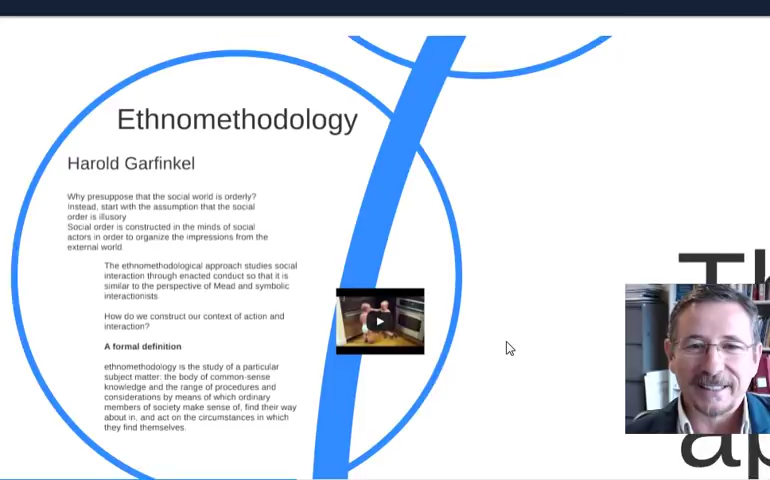 Ethnomethodology
Harold Garfinkel
Why presuppose that the social world is orderly?
Instead, start with the assumption that the social
order is illusory
Social order is constructed in the minds of social
actors in order to organize the impressions from the
external world
The ethnomethodological approach studies social
interaction through enacted conduct so that it is
similar to the perspective of Mead and symbolic
interactionists
How do we construct our context of action and
interaction?
A formal definition
ethnomethodology is the study of a particular
subject matter: the body of common-sense
knowledge and the range of procedures and
considerations by means of which ordinary
members of society make sense of, find their way
about in, and act on the circumstances in which
they find themselves.